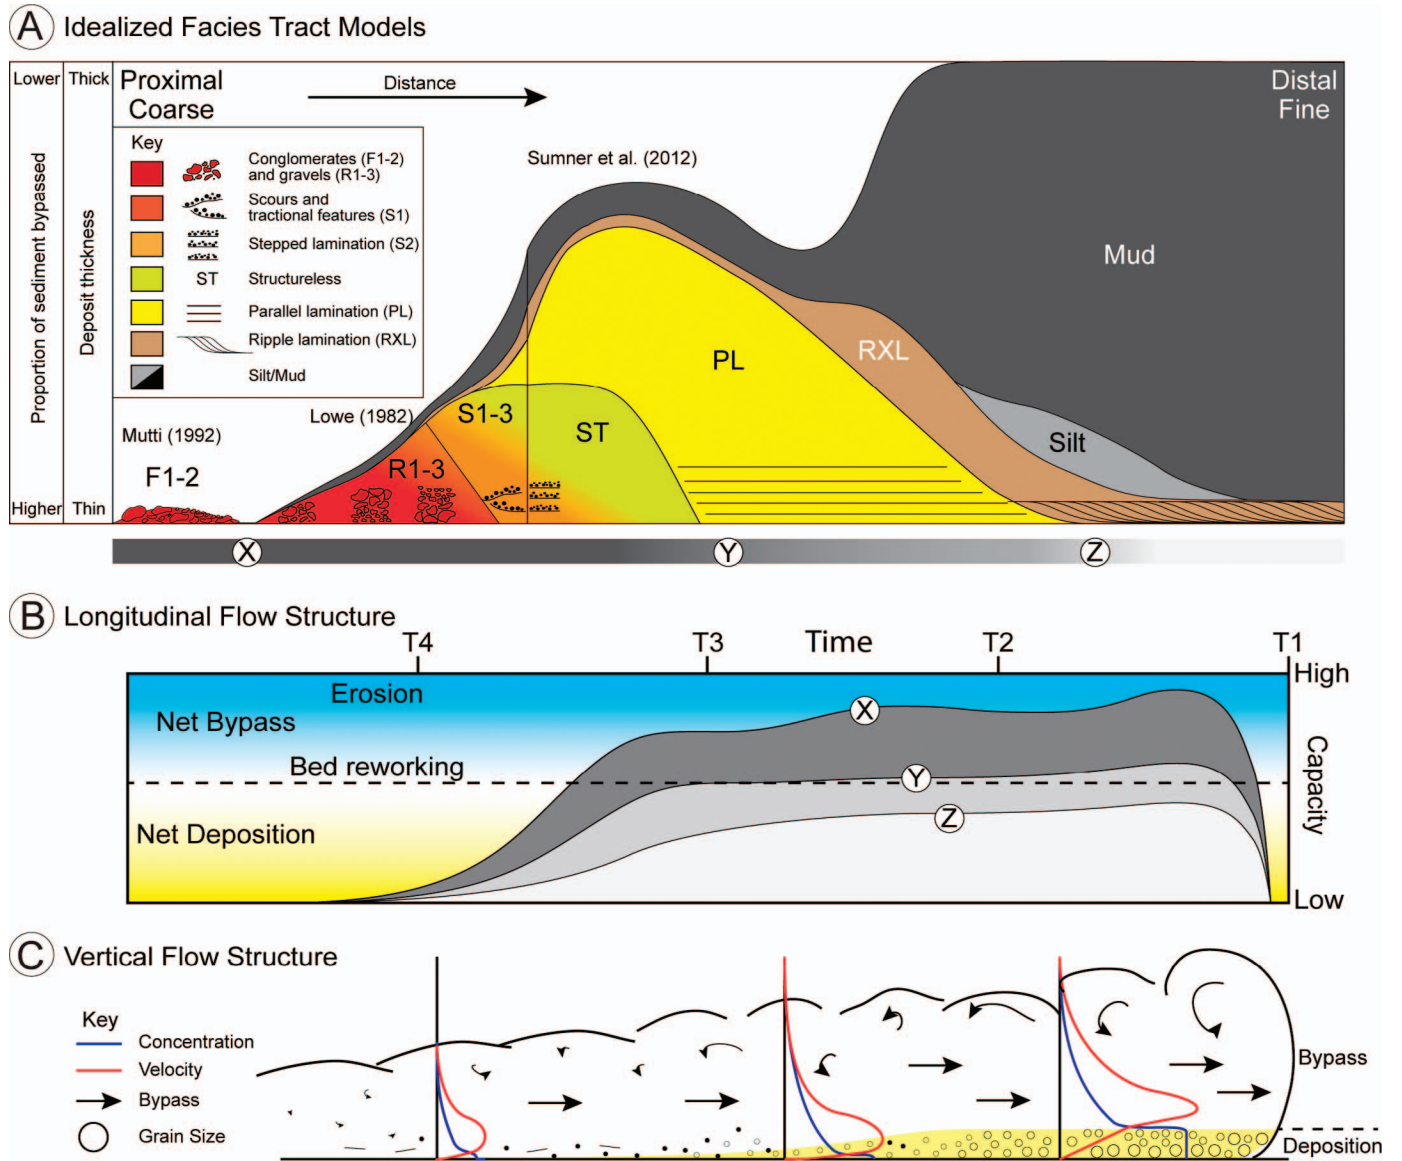 A Idealized Facies Tract Models
Lower
Thick
Proximal
Coarse
Distance
Distal
Fine
Proportion of sediment bypassed
Deposit thickness
Higher
Thin
Key
Conglomerates (F1-2)
and gravels (R1-3)
Scours and
tractional features (S1)
Stepped lamination (S2)
ST Structureless
Parallel lamination (PL)
Ripple lamination (RXL)
Silt/Mud
Sumner et al. (2012)
Lowe (1982)
Mutti (1992)
F1-2
R1-3
S1-3
ST
PL
RXL
Silt
Mud
X
Y
Z
B Longitudinal Flow Structure
T4
T3
Time
T2
T1
High
Erosion
Net Bypass
Bed reworking
Net Deposition
X
Y
Z
Capacity
Low
C Vertical Flow Structure
Key
Concentration
Velocity
Bypass
Grain Size
Bypass
Deposition